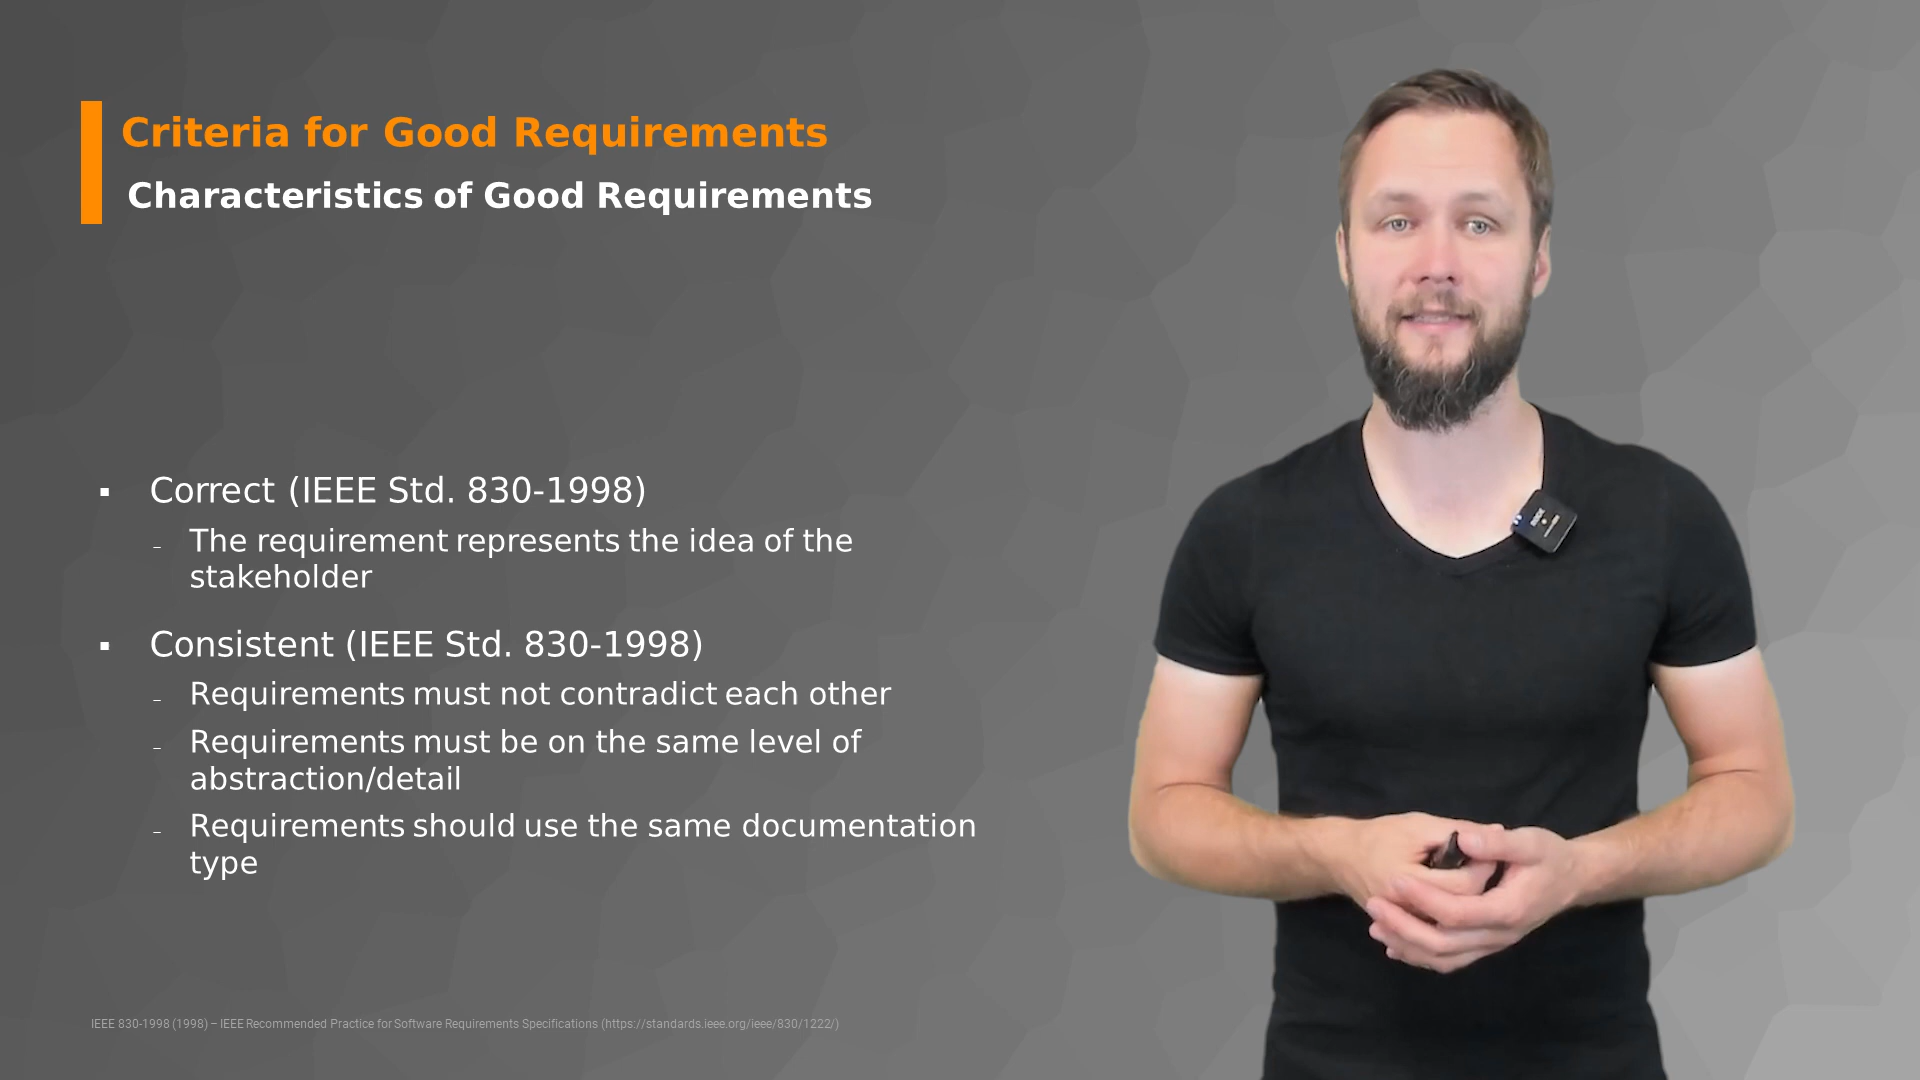 Criteria for Good Requirements
Characteristics of Good Requirements
▪ Correct (IEEE Std. 830-1998)
– The requirement represents the idea of the
stakeholder
▪ Consistent (IEEE Std. 830-1998)
– Requirements must not contradict each other
– Requirements must be on the same level of
abstraction/detail
– Requirements should use the same documentation
type
IEEE 830-1998 (1998) – IEEE Recommended Practice for Software Requirements Specifications (https://standards.ieee.org/ieee/830/1222/)